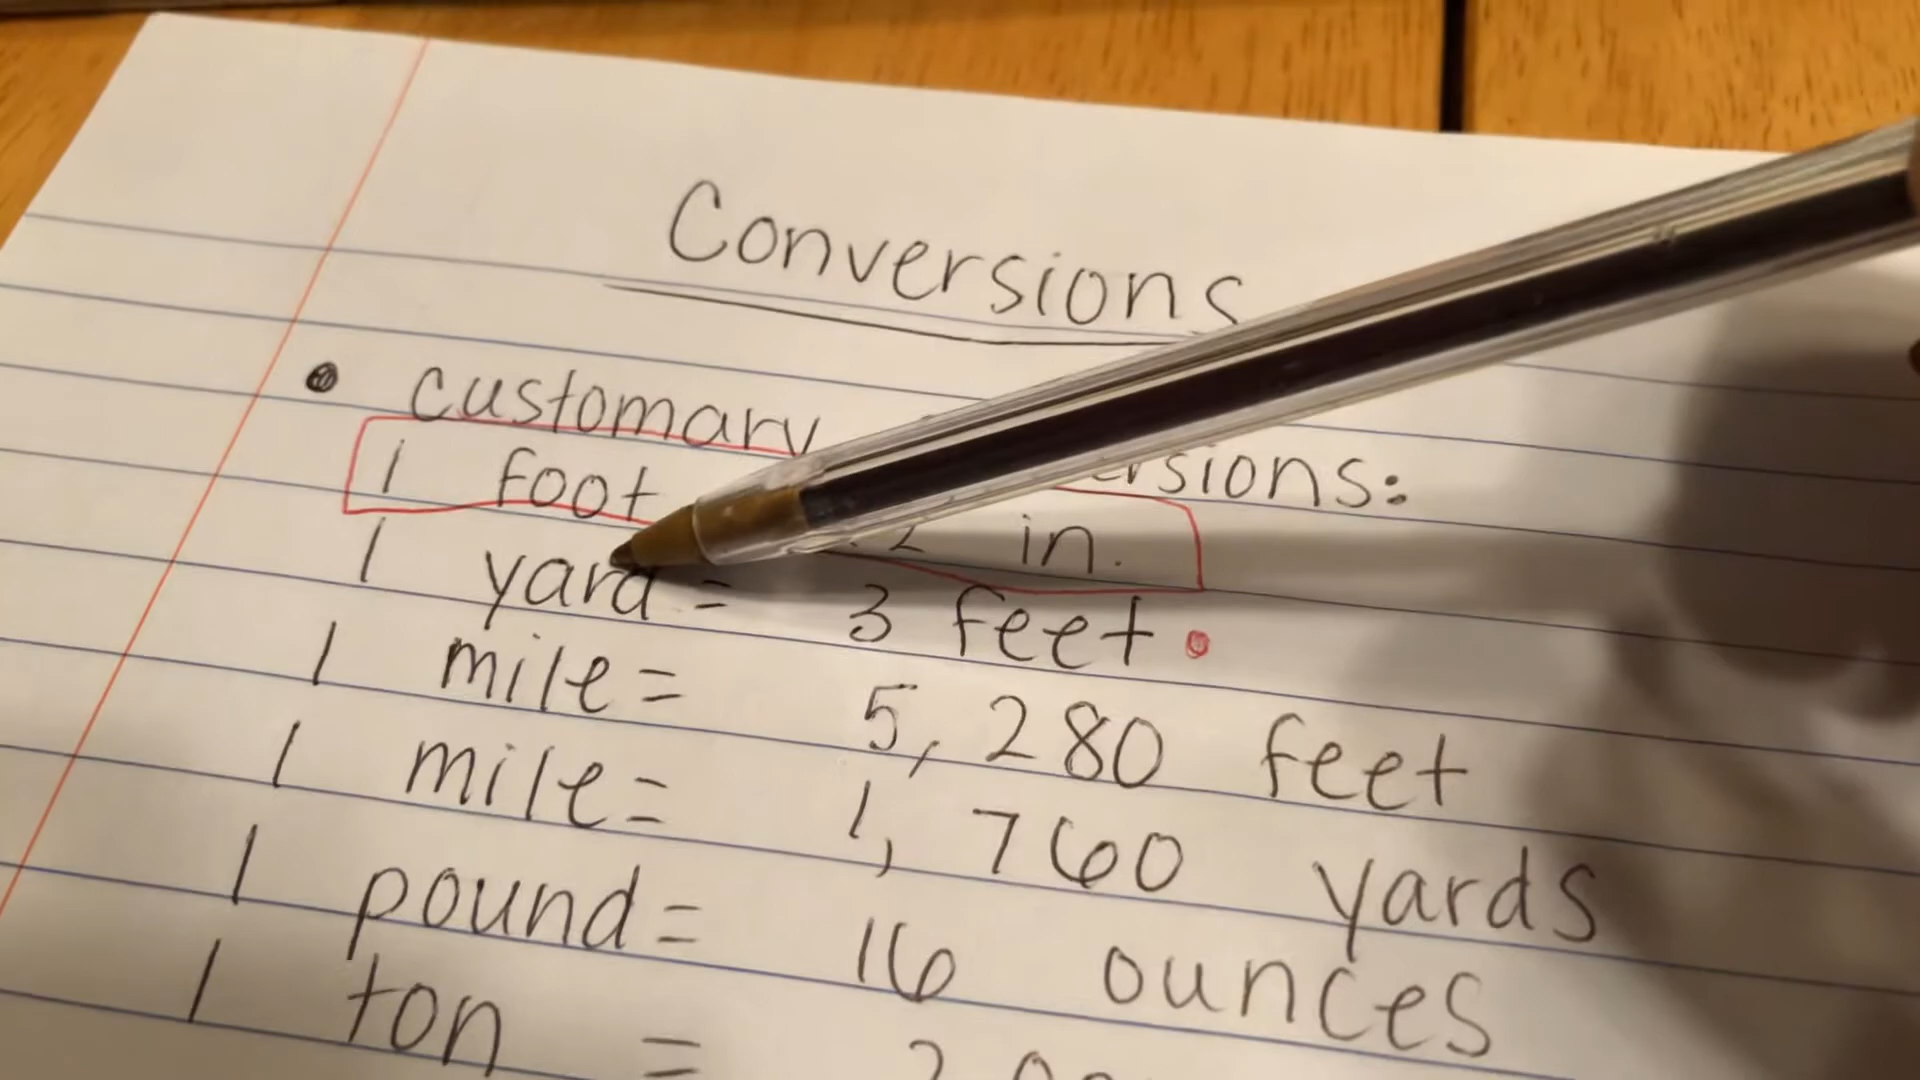 Conversions
• customary
1 foot in.
1 yard = 3 feet
1 mile = 5,280 feet
1 mile = 1,760 yards
1 pound = 16 ounces
1 ton =